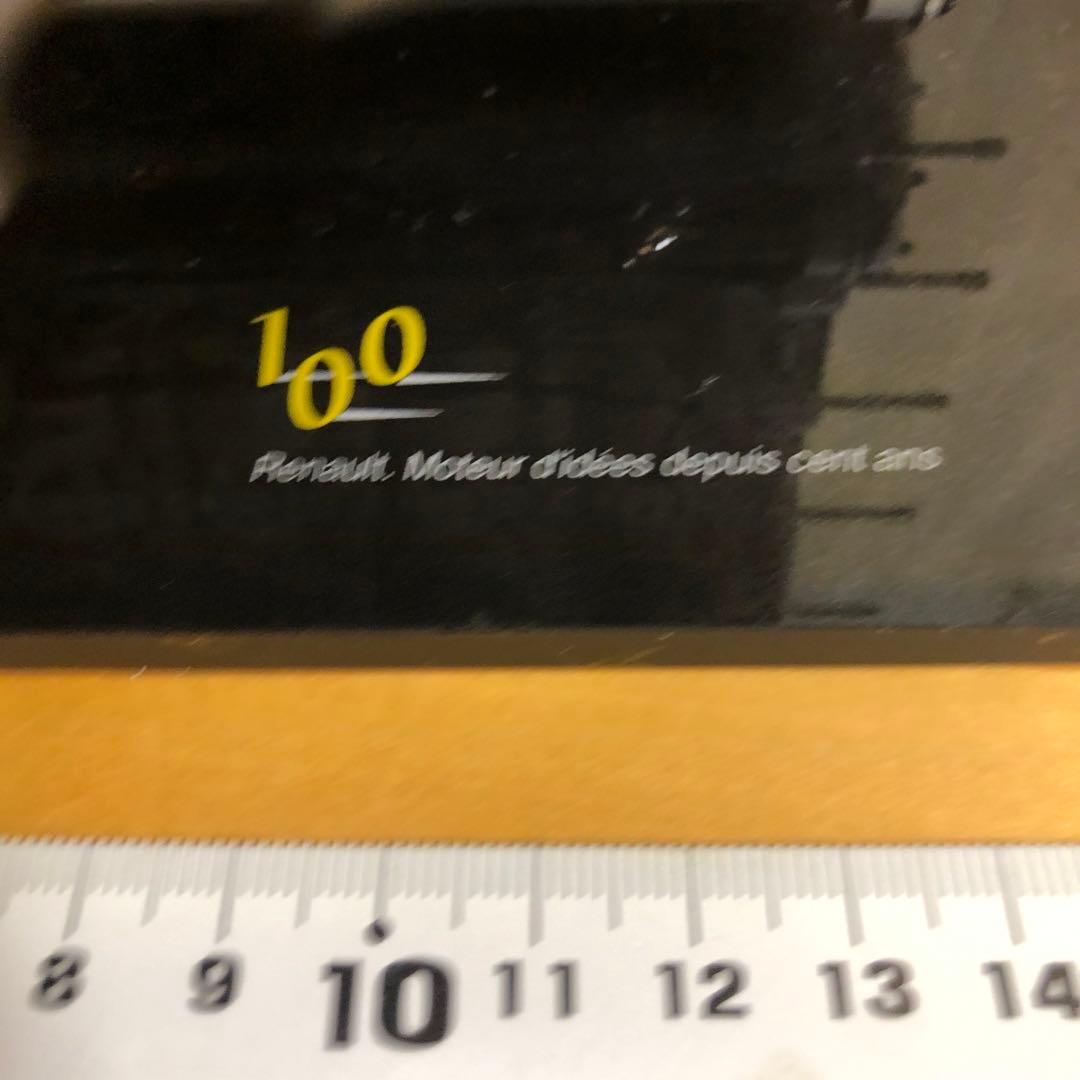 100
Renault. Moteur d'idées depuis cent ans
8 9 10 11 12 13 14